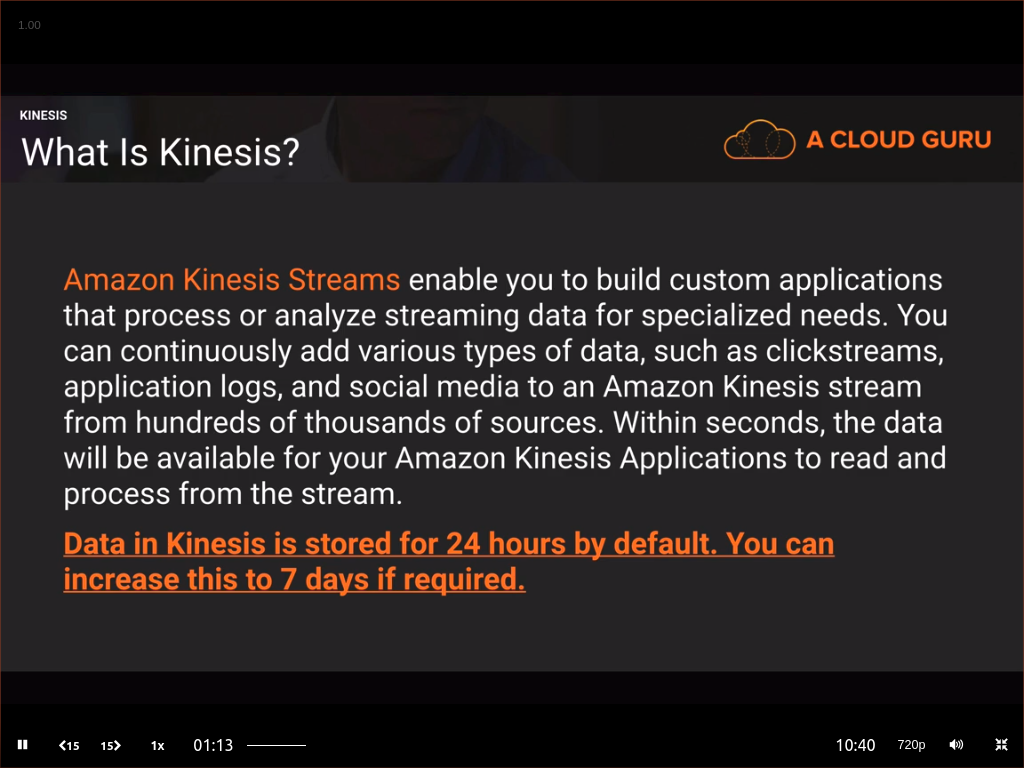 1.00
KINESIS
What Is Kinesis?
A CLOUD GURU
Amazon Kinesis Streams enable you to build custom applications
that process or analyze streaming data for specialized needs. You
can continuously add various types of data, such as clickstreams,
application logs, and social media to an Amazon Kinesis stream
from hundreds of thousands of sources. Within seconds, the data
will be available for your Amazon Kinesis Applications to read and
process from the stream.
Data in Kinesis is stored for 24 hours by default. You can
increase this to 7 days if required.
15 15 1x 01:13 10:40 720p